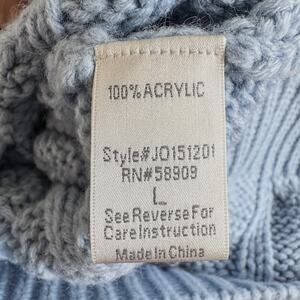 100% ACRYLIC
Style#JO151201
RN#58909
L
See Reverse For
Care Instruction
Made In China